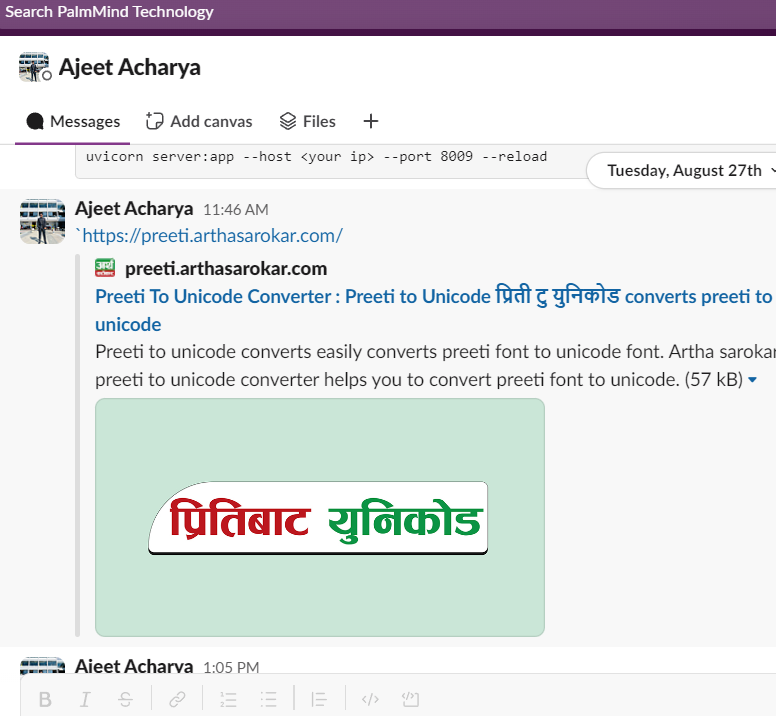 Search PalmMind Technology
Ajeet Acharya
Messages Add canvas Files
uvicorn server:app --host <your ip> --port 8009 --reload
Tuesday, August 27th
Ajeet Acharya 11:46 AM
`https://preeti.arthasarokar.com/
preeti.arthasarokar.com
Preeti To Unicode Converter : Preeti to Unicode प्रिती टु युनिकोड converts preeti to
unicode
Preeti to unicode converts easily converts preeti font to unicode font. Artha sarokar
preeti to unicode converter helps you to convert preeti font to unicode. (57 kB)
प्रितिबाट युनिकोड
Ajeet Acharya 1:05 PM